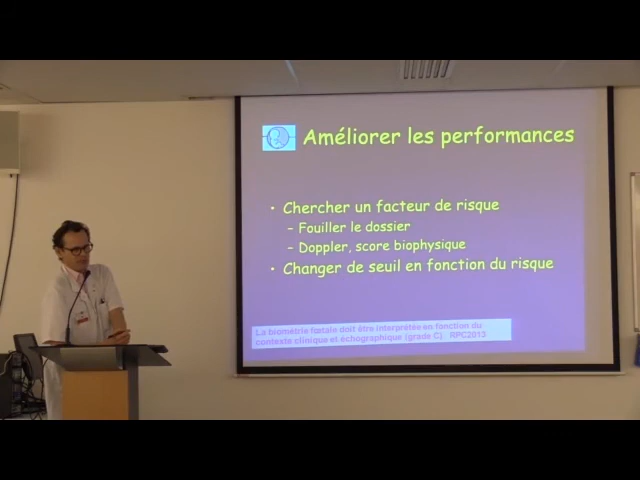 Améliorer les performances
• Chercher un facteur de risque
– Fouiller le dossier
– Doppler, score biophysique
• Changer de seuil en fonction du risque
La biométrie fœtale doit être interprétée en fonction du
contexte clinique et échographique (grade C) RPC2013